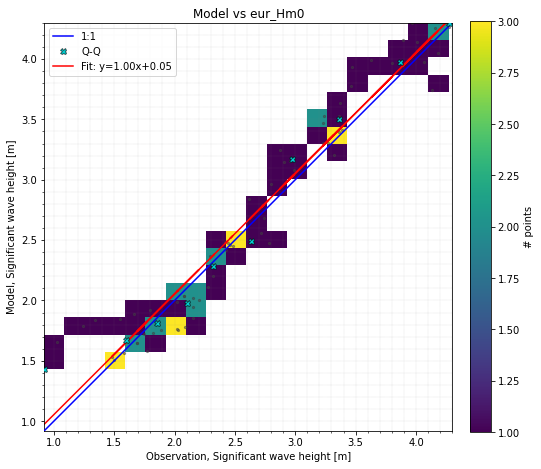 Model vs eur_Hm0
1:1
Q-Q
Fit: y=1.00x+0.05
Model, Significant wave height [m]
4.0
3.5
3.0
2.5
2.0
1.5
1.0
1.0 1.5 2.0 2.5 3.0 3.5 4.0
Observation, Significant wave height [m]
3.00
2.75
2.50
2.25
2.00
1.75
1.50
1.25
1.00
# points